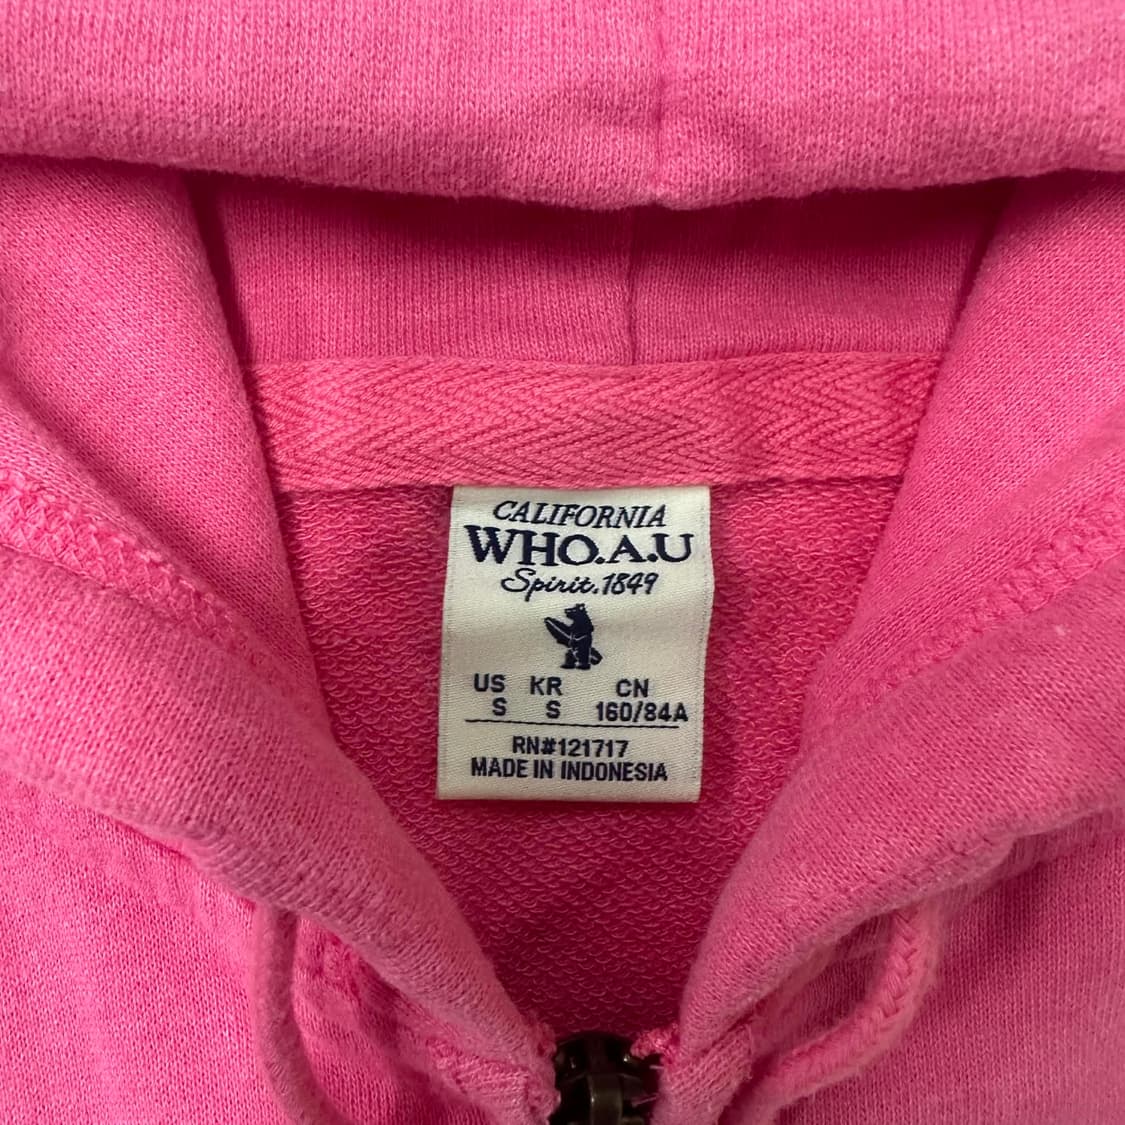 CALIFORNIA
WHO.A.U
Spirit.1849
US KR CN
S S 160/84A
RN#121717
MADE IN INDONESIA